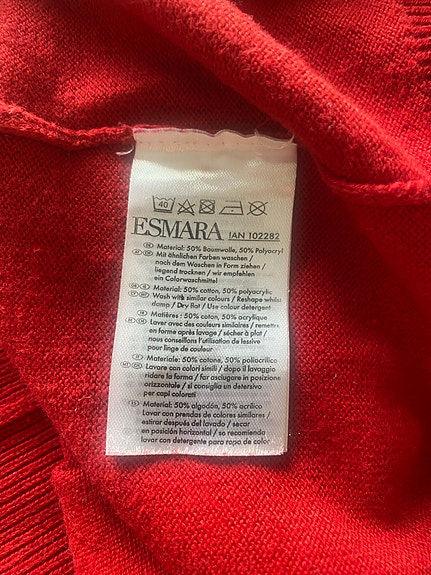 40
ESMARA IAN 102282
DE Material: 50% Baumwolle, 50% Polyacryl
AT CH Mit ähnlichen Farben waschen /
nach dem Waschen in Form ziehen /
liegend trocknen / wir empfehlen
ein Colorwaschmittel
Material: 50% cotton, 50% polyacrylic
Wash with similar colours / Reshape whilst
damp / Dry flat / Use colour detergent
Matières: 50% coton, 50% acrylique
Laver avec des couleurs similaires / remettre
en forme après lavage / sécher à plat /
nous conseillons l'utilisation de lessive
pour linge de couleur
IT Materiale: 50% cotone, 50% poliacrilico
Lavare con colori simili / dopo il lavaggio
ridare la forma / far asciugare in posizione
orizzontale / si consiglia un detersivo
per capi colorati
ES Material: 50% algodón, 50% acrílico
Lavar con prendas de colores similares /
estirar después del lavado / secar
en posición horizontal / se recomienda
lavar con detergente para ropa de color